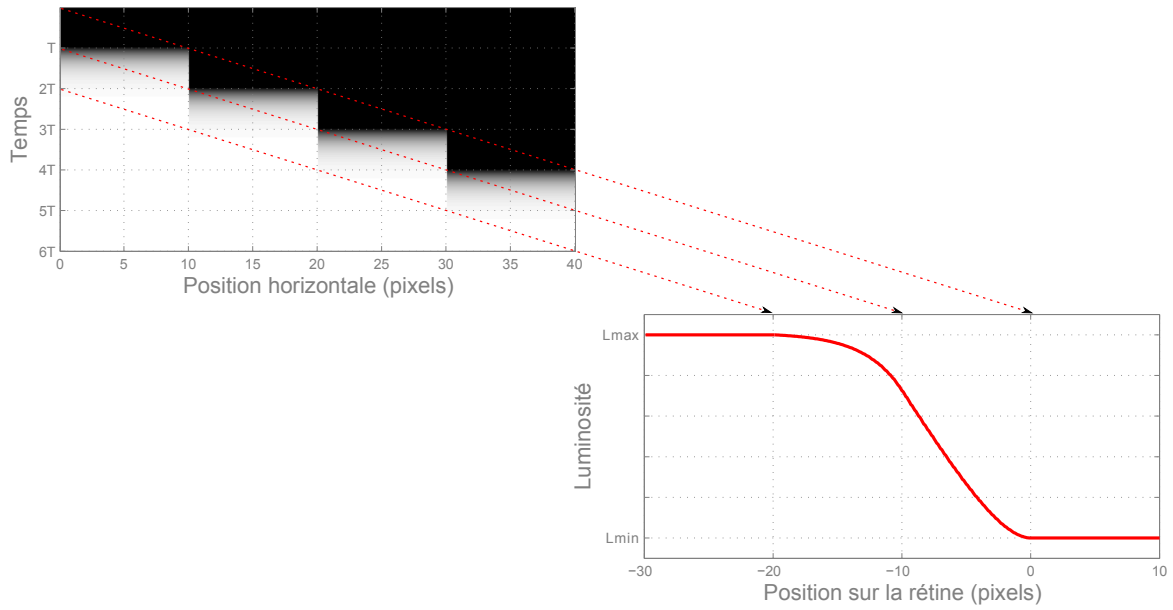 Temps
T
2T
3T
4T
5T
6T
0 5 10 15 20 25 30 35 40
Position horizontale (pixels)
Luminosité
Lmax
Lmin
−30 −20 −10 0 10
Position sur la rétine (pixels)